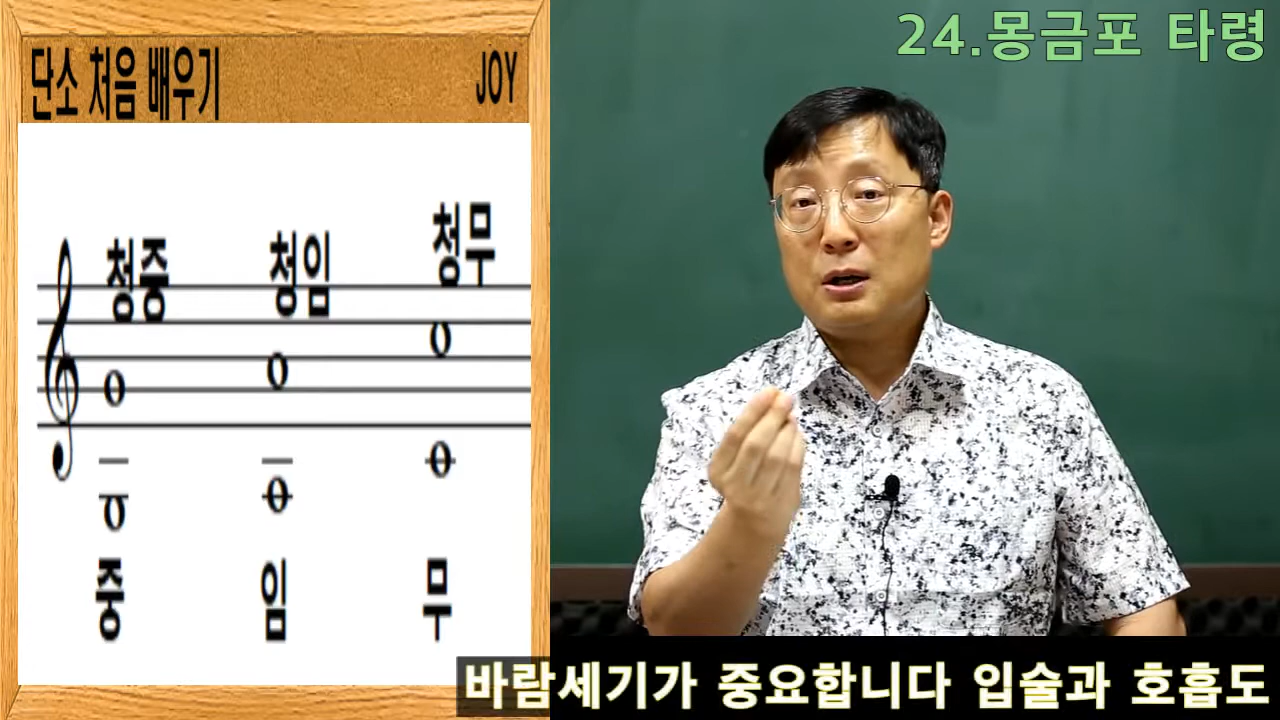 단소 처음 배우기
JOY
24.몽금포 타령
청중 청임 청무
중 임 무
바람세기가 중요합니다 입술과 호흡도